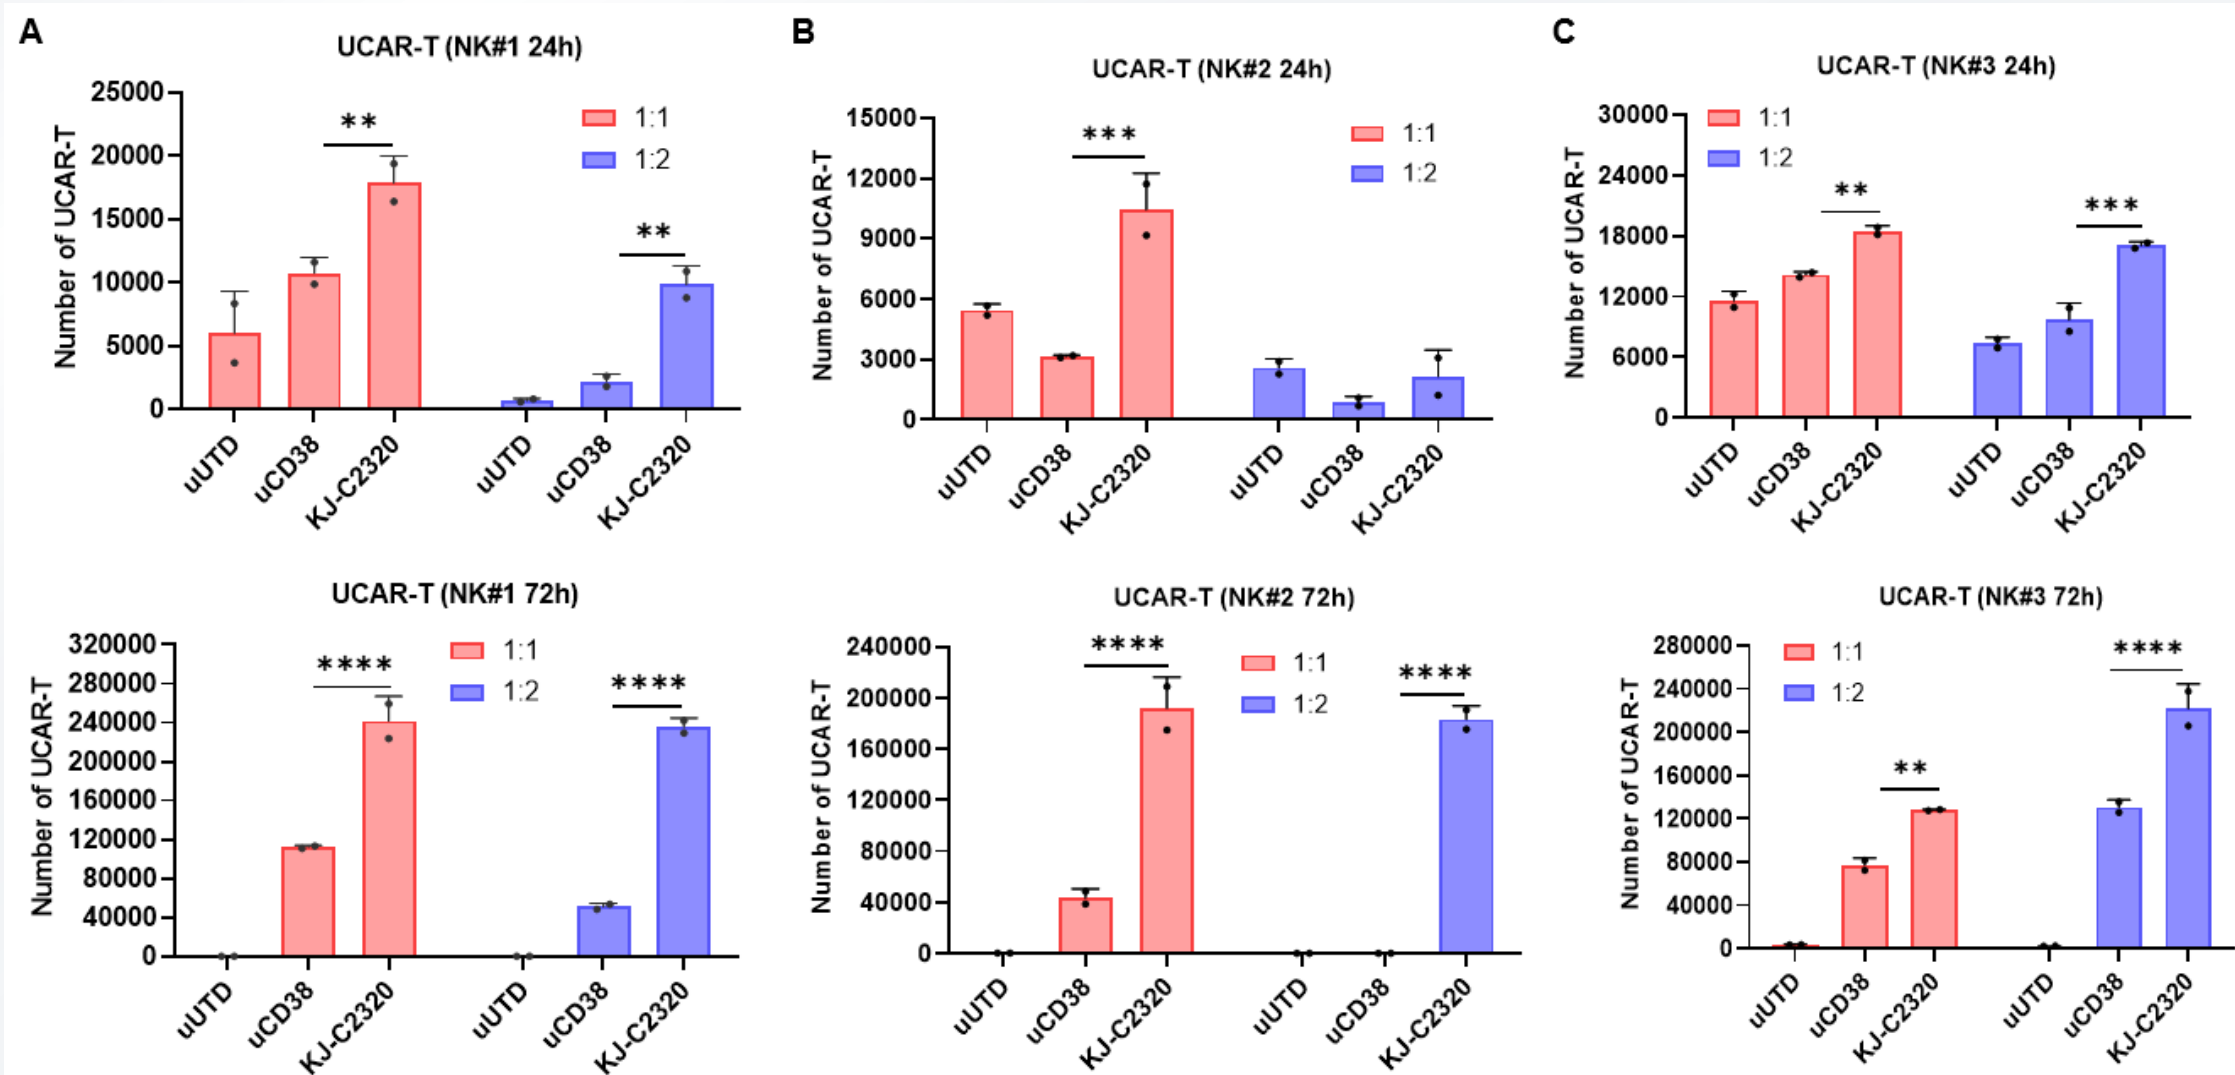 A
UCAR-T (NK#1 24h)
Number of UCAR-T
25000
20000
15000
10000
5000
0
**
**
1:1
1:2
uUTD
uCD38
KJ-C2320
uUTD
uCD38
KJ-C2320
B
UCAR-T (NK#2 24h)
Number of UCAR-T
15000
12000
9000
6000
3000
0
***
1:1
1:2
uUTD
uCD38
KJ-C2320
uUTD
uCD38
KJ-C2320
C
UCAR-T (NK#3 24h)
Number of UCAR-T
30000
24000
18000
12000
6000
0
1:1
1:2
**
***
uUTD
uCD38
KJ-C2320
uUTD
uCD38
KJ-C2320
UCAR-T (NK#1 72h)
Number of UCAR-T
320000
280000
240000
200000
160000
120000
80000
40000
0
****
****
1:1
1:2
uUTD
uCD38
KJ-C2320
uUTD
uCD38
KJ-C2320
UCAR-T (NK#2 72h)
Number of UCAR-T
240000
200000
160000
120000
80000
40000
0
****
****
1:1
1:2
uUTD
uCD38
KJ-C2320
uUTD
uCD38
KJ-C2320
UCAR-T (NK#3 72h)
Number of UCAR-T
280000
240000
200000
160000
120000
80000
40000
0
1:1
1:2
**
****
uUTD
uCD38
KJ-C2320
uUTD
uCD38
KJ-C2320